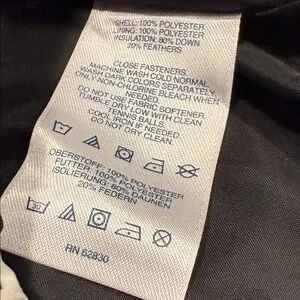 SHELL: 100% POLYESTER
LINING: 100% POLYESTER
INSULATION: 80% DOWN
20% FEATHERS
CLOSE FASTENERS.
MACHINE WASH COLD NORMAL.
WASH DARK COLORS SEPARATELY.
ONLY NON-CHLORINE BLEACH WHEN
NEEDED.
DO NOT USE FABRIC SOFTENER.
TUMBLE DRY LOW WITH CLEAN
TENNIS BALLS.
COOL IRON IF NEEDED.
DO NOT DRY CLEAN.
OBERSTOFF: 100% POLYESTER
FUTTER: 100% POLYESTER
ISOLIERUNG: 80% DAUNEN
20% FEDERN
30
RN 62830